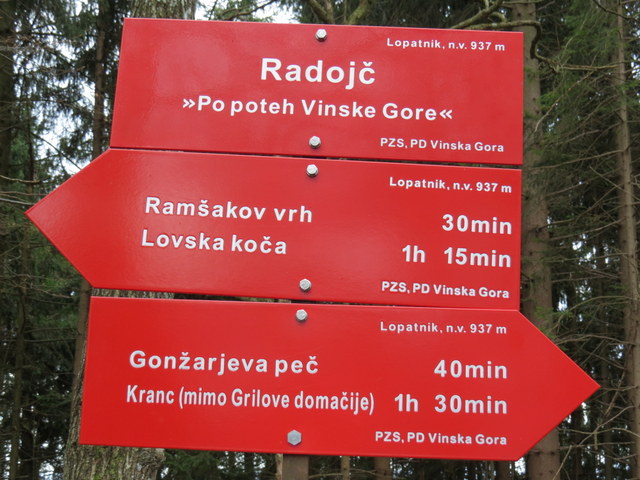 Lopatnik, n.v. 937 m
Radojč
»Po poteh Vinske Gore«
PZS, PD Vinska Gora
Lopatnik, n.v. 937 m
Ramšakov vrh 30min
Lovska koča 1h 15min
PZS, PD Vinska Gora
Lopatnik, n.v. 937 m
Gonžarjeva peč 40min
Kranc (mimo Grilove domačije) 1h 30min
PZS, PD Vinska Gora